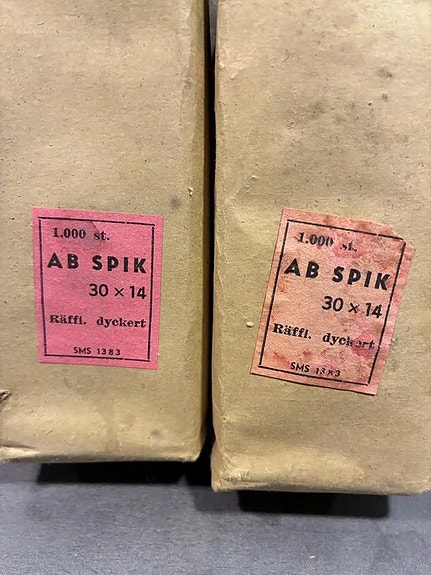 1.000 st.
AB SPIK
30 × 14
Räffl. dyckert
SMS 1383
1.000 st.
AB SPIK
30 × 14
Räffl. dyckert
SMS 1383